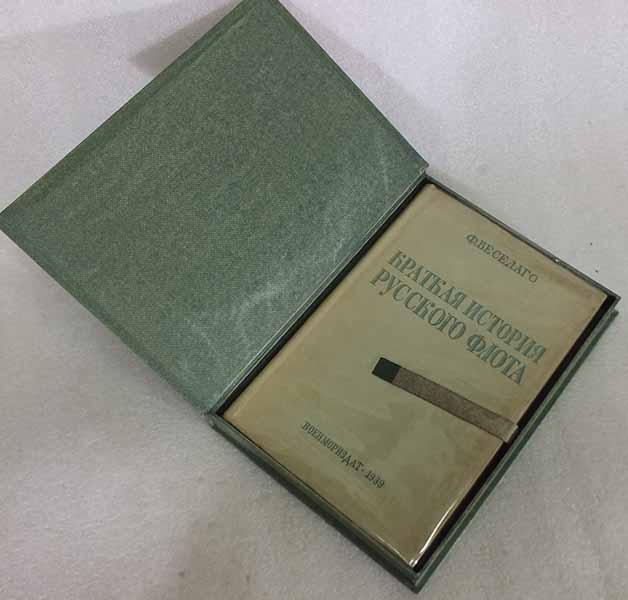 Ф. ВЕСЕЛАГО
КРАТКАЯ ИСТОРИЯ
РУССКОГО ФЛОТА
ВОЕНМОРИЗДАТ · 1939